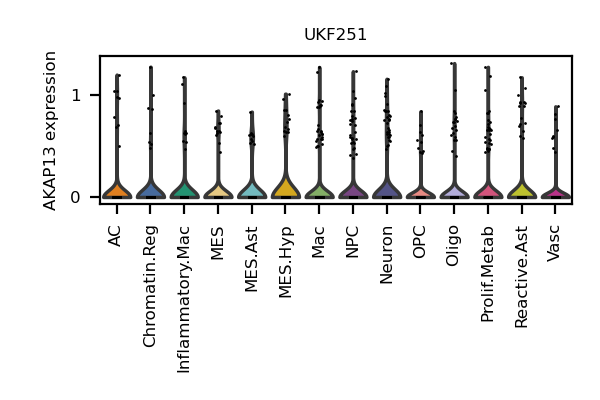 UKF251
AKAP13 expression
1
0
AC
Chromatin.Reg
Inflammatory.Mac
MES
MES.Ast
MES.Hyp
Mac
NPC
Neuron
OPC
Oligo
Prolif.Metab
Reactive.Ast
Vasc